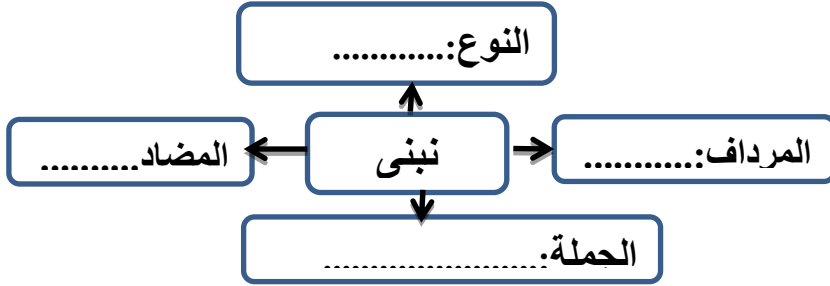 النوع:............
المرداف:...........
نبنى
المضاد..........
الجملة:......................